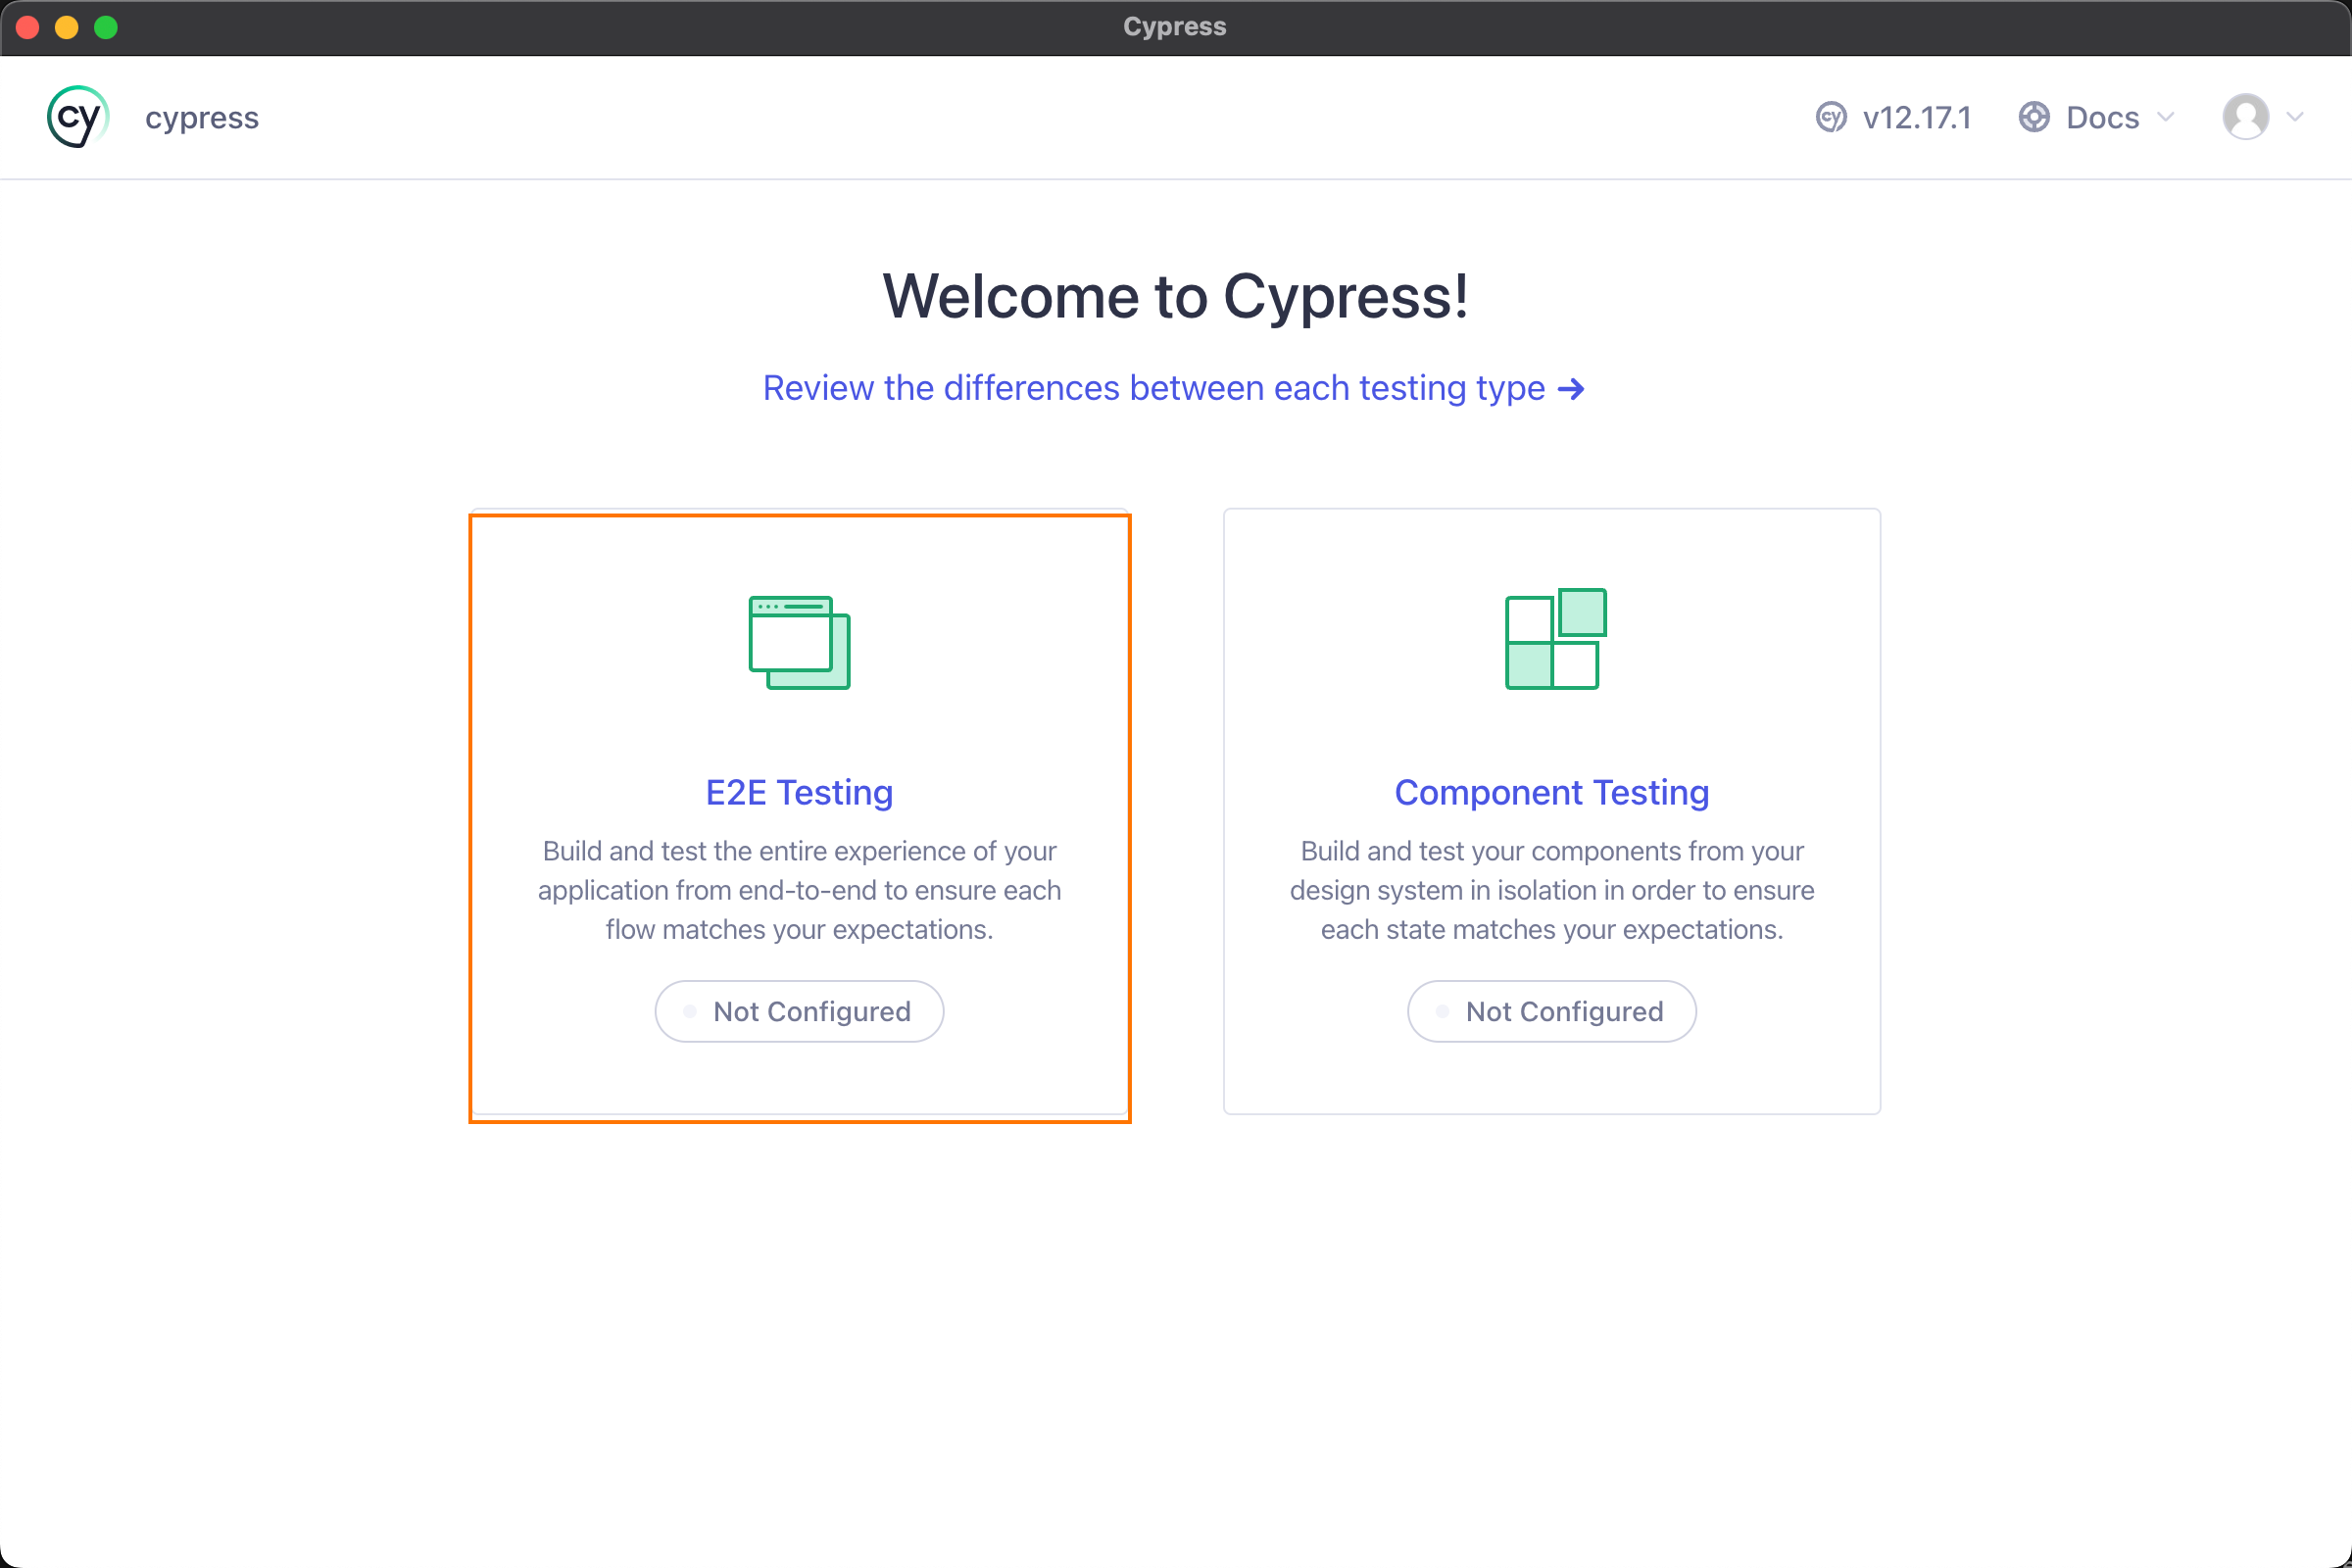 Cypress
cy cypress
cy v12.17.1 Docs
Welcome to Cypress!
Review the differences between each testing type →
E2E Testing
Build and test the entire experience of your
application from end-to-end to ensure each
flow matches your expectations.
Not Configured
Component Testing
Build and test your components from your
design system in isolation in order to ensure
each state matches your expectations.
Not Configured